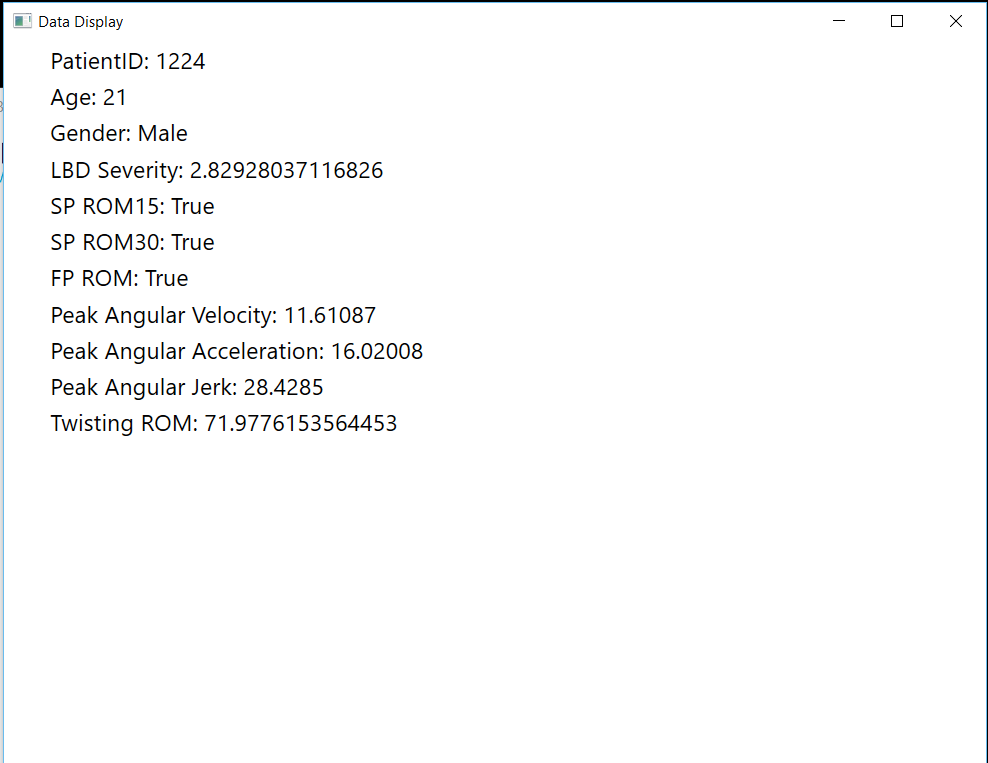 Data Display
PatientID: 1224
Age: 21
Gender: Male
LBD Severity: 2.82928037116826
SP ROM15: True
SP ROM30: True
FP ROM: True
Peak Angular Velocity: 11.61087
Peak Angular Acceleration: 16.02008
Peak Angular Jerk: 28.4285
Twisting ROM: 71.9776153564453